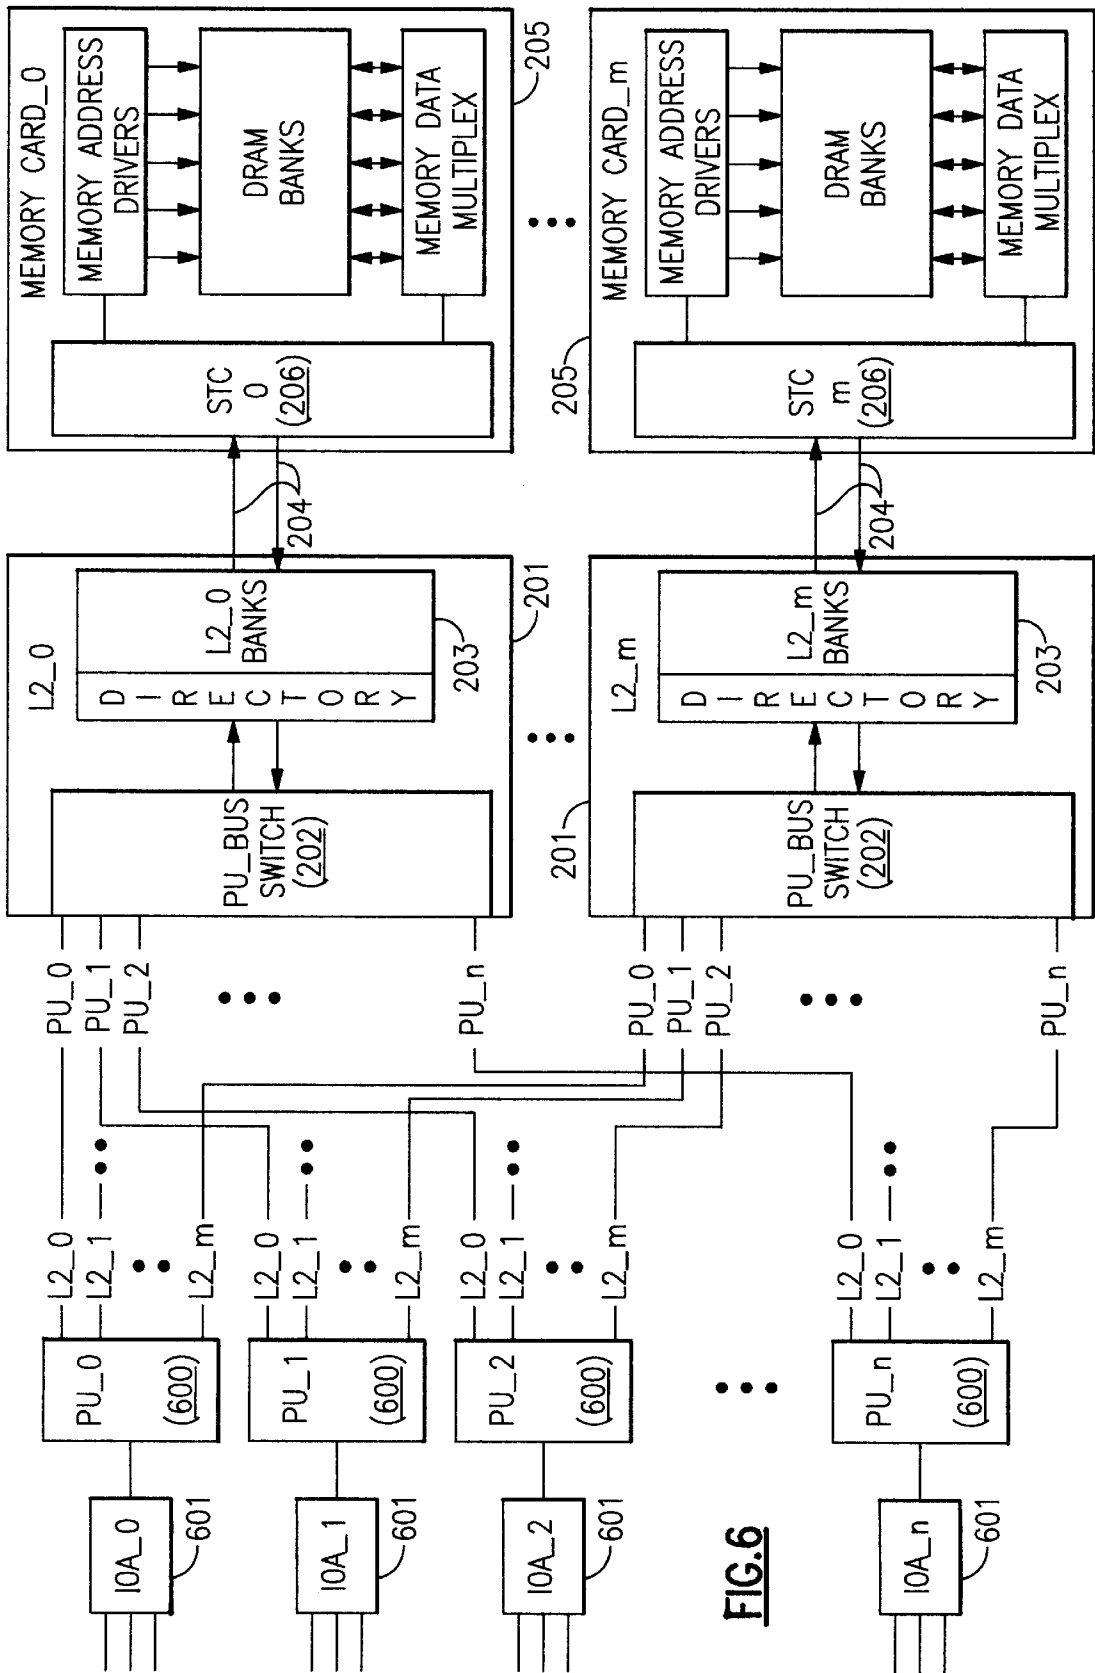 MEMORY CARD_0
MEMORY ADDRESS
DRIVERS
DRAM
BANKS
MEMORY DATA
MULTIPLEX
205
STC
0
(206)
204
L2_0
L2_0
BANKS
DIRECTORY
203
201
PU_BUS
SWITCH
(202)
PU_0
PU_1
PU_2
PU_n
MEMORY CARD_m
MEMORY ADDRESS
DRIVERS
DRAM
BANKS
MEMORY DATA
MULTIPLEX
205
STC
m
(206)
204
L2_m
L2_m
BANKS
DIRECTORY
203
201
PU_BUS
SWITCH
(202)
PU_0
PU_1
PU_2
PU_n
L2_0
L2_1
L2_m
L2_0
L2_1
L2_m
L2_0
L2_1
L2_m
L2_0
L2_1
L2_m
PU_0
(600)
PU_1
(600)
PU_2
(600)
PU_n
(600)
IOA_0
601
IOA_1
601
IOA_2
601
IOA_n
601
FIG.6